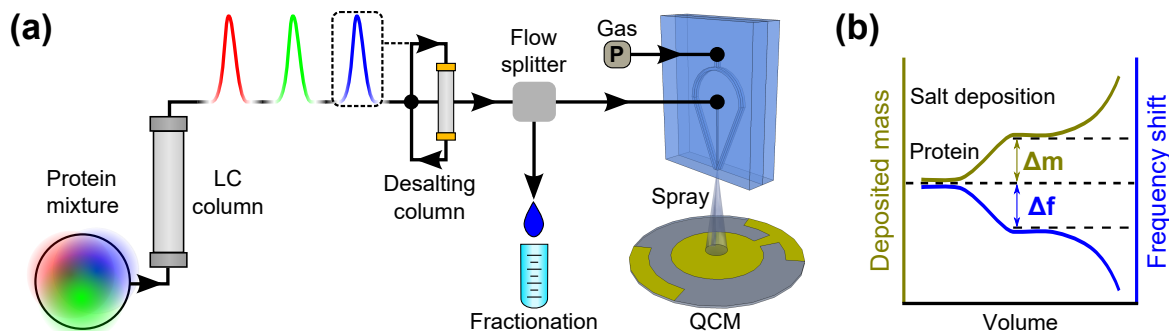 (a)
Protein
mixture
LC
column
Desalting
column
Flow
splitter
Fractionation
Gas
P
Spray
QCM
(b)
Deposited mass
Salt deposition
Protein
Δm
Δf
Frequency shift
Volume